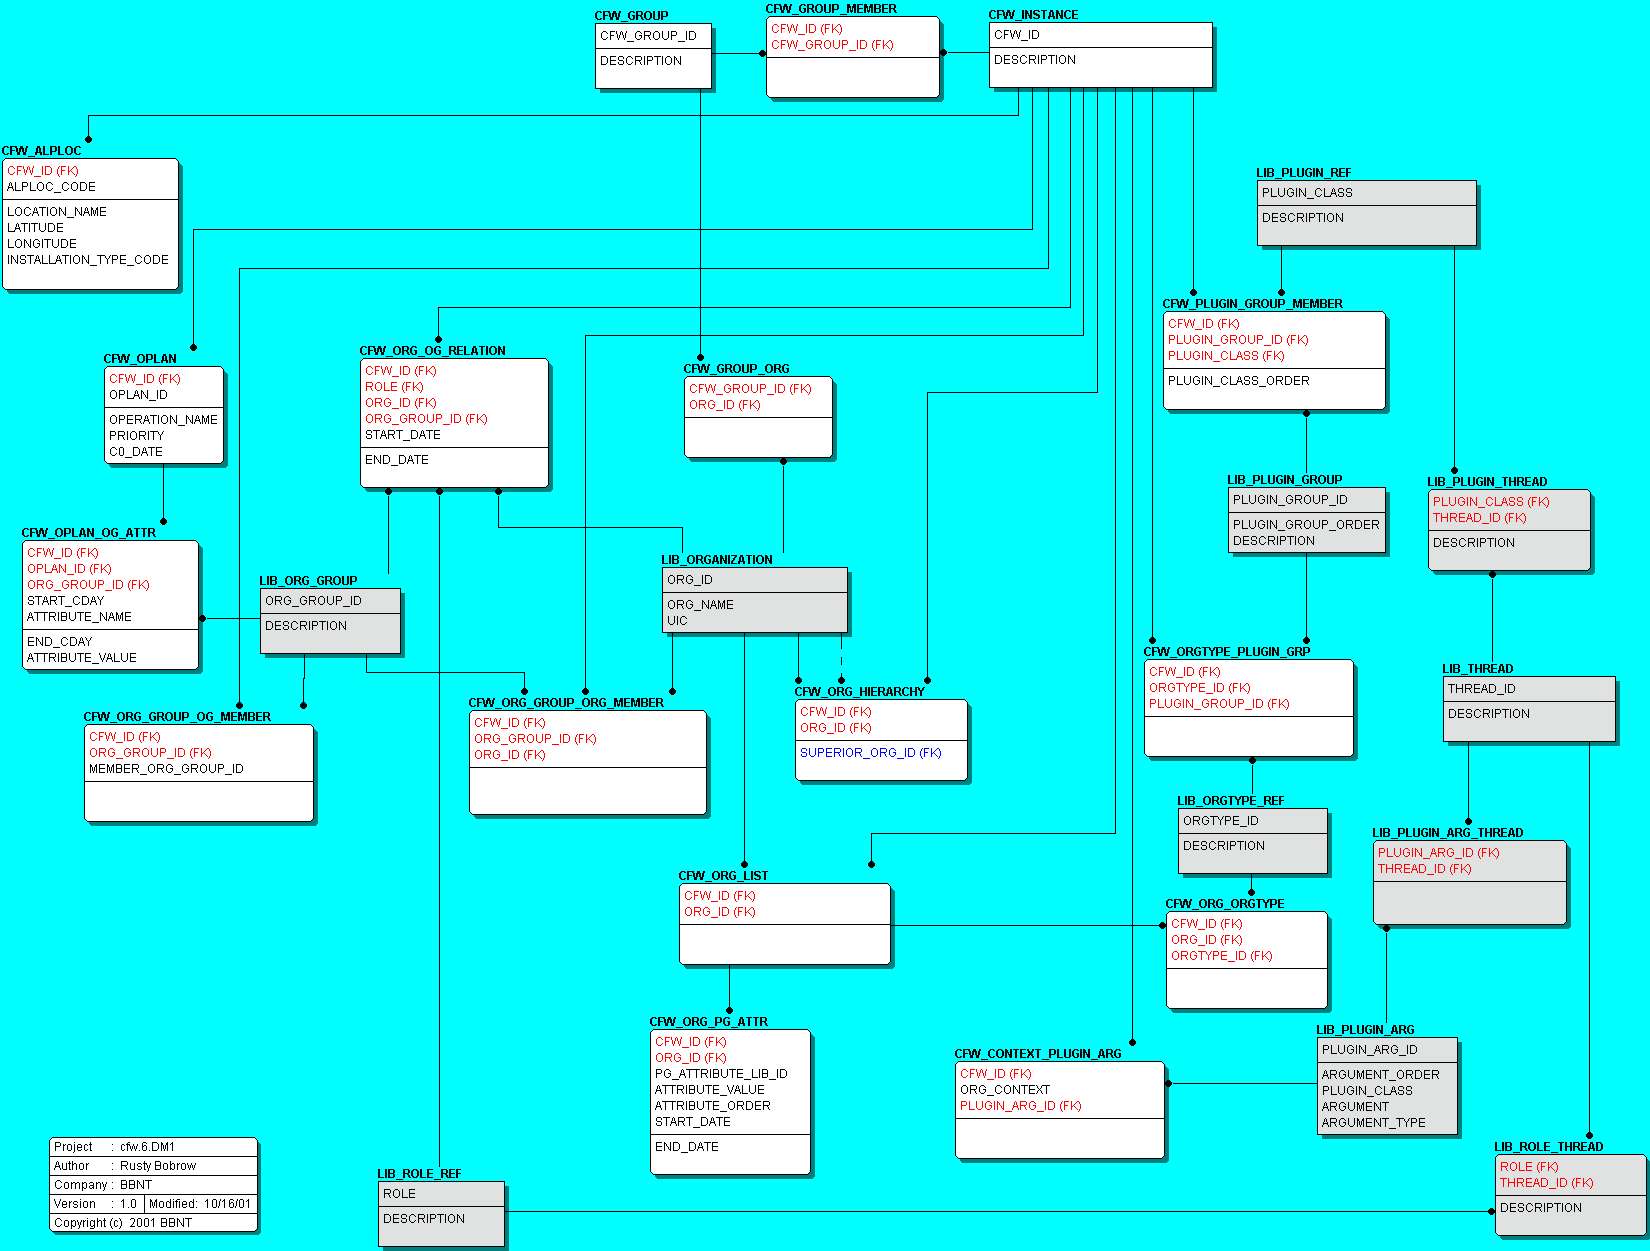 CFW_GROUP
CFW_GROUP_ID
DESCRIPTION
CFW_GROUP_MEMBER
CFW_ID (FK)
CFW_GROUP_ID (FK)
CFW_INSTANCE
CFW_ID
DESCRIPTION
CFW_ALPLOC
CFW_ID (FK)
ALPLOC_CODE
LOCATION_NAME
LATITUDE
LONGITUDE
INSTALLATION_TYPE_CODE
LIB_PLUGIN_REF
PLUGIN_CLASS
DESCRIPTION
CFW_PLUGIN_GROUP_MEMBER
CFW_ID (FK)
PLUGIN_GROUP_ID (FK)
PLUGIN_CLASS (FK)
PLUGIN_CLASS_ORDER
CFW_OPLAN
CFW_ID (FK)
OPLAN_ID
OPERATION_NAME
PRIORITY
C0_DATE
CFW_ORG_OG_RELATION
CFW_ID (FK)
ROLE (FK)
ORG_ID (FK)
ORG_GROUP_ID (FK)
START_DATE
END_DATE
CFW_GROUP_ORG
CFW_GROUP_ID (FK)
ORG_ID (FK)
LIB_PLUGIN_GROUP
PLUGIN_GROUP_ID
PLUGIN_GROUP_ORDER
DESCRIPTION
LIB_PLUGIN_THREAD
PLUGIN_CLASS (FK)
THREAD_ID (FK)
DESCRIPTION
CFW_OPLAN_OG_ATTR
CFW_ID (FK)
OPLAN_ID (FK)
ORG_GROUP_ID (FK)
START_CDAY
ATTRIBUTE_NAME
END_CDAY
ATTRIBUTE_VALUE
LIB_ORG_GROUP
ORG_GROUP_ID
DESCRIPTION
LIB_ORGANIZATION
ORG_ID
ORG_NAME
UIC
CFW_ORGTYPE_PLUGIN_GRP
CFW_ID (FK)
ORGTYPE_ID (FK)
PLUGIN_GROUP_ID (FK)
LIB_THREAD
THREAD_ID
DESCRIPTION
CFW_ORG_GROUP_OG_MEMBER
CFW_ID (FK)
ORG_GROUP_ID (FK)
MEMBER_ORG_GROUP_ID
CFW_ORG_GROUP_ORG_MEMBER
CFW_ID (FK)
ORG_GROUP_ID (FK)
ORG_ID (FK)
CFW_ORG_HIERARCHY
CFW_ID (FK)
ORG_ID (FK)
SUPERIOR_ORG_ID (FK)
LIB_ORGTYPE_REF
ORGTYPE_ID
DESCRIPTION
LIB_PLUGIN_ARG_THREAD
PLUGIN_ARG_ID (FK)
THREAD_ID (FK)
CFW_ORG_LIST
CFW_ID (FK)
ORG_ID (FK)
CFW_ORG_ORGTYPE
CFW_ID (FK)
ORG_ID (FK)
ORGTYPE_ID (FK)
CFW_ORG_PG_ATTR
CFW_ID (FK)
ORG_ID (FK)
PG_ATTRIBUTE_LIB_ID
ATTRIBUTE_VALUE
ATTRIBUTE_ORDER
START_DATE
END_DATE
CFW_CONTEXT_PLUGIN_ARG
CFW_ID (FK)
ORG_CONTEXT
PLUGIN_ARG_ID (FK)
LIB_PLUGIN_ARG
PLUGIN_ARG_ID
ARGUMENT_ORDER
PLUGIN_CLASS
ARGUMENT
ARGUMENT_TYPE
Project : cfw.6.DM1
Author : Rusty Bobrow
Company : BBNT
Version : 1.0 Modified: 10/16/01
Copyright (c) 2001 BBNT
LIB_ROLE_REF
ROLE
DESCRIPTION
LIB_ROLE_THREAD
ROLE (FK)
THREAD_ID (FK)
DESCRIPTION